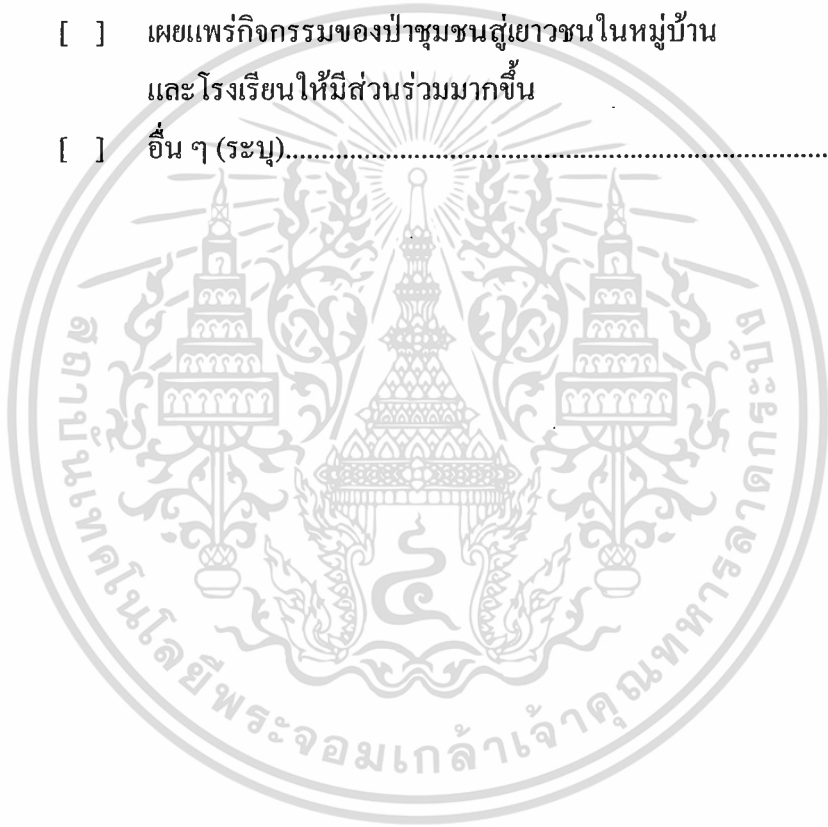 [ ] เผยแพร่กิจกรรมของป่าชุมชนสู่เยาวชนในหมู่บ้าน
และโรงเรียนให้มีส่วนร่วมมากขึ้น
[ ] อื่น ๆ (ระบุ)..........................................................................
๔
สถาบันเทคโนโลยีพระจอมเกล้าเจ้าคุณทหารลาดกระบัง